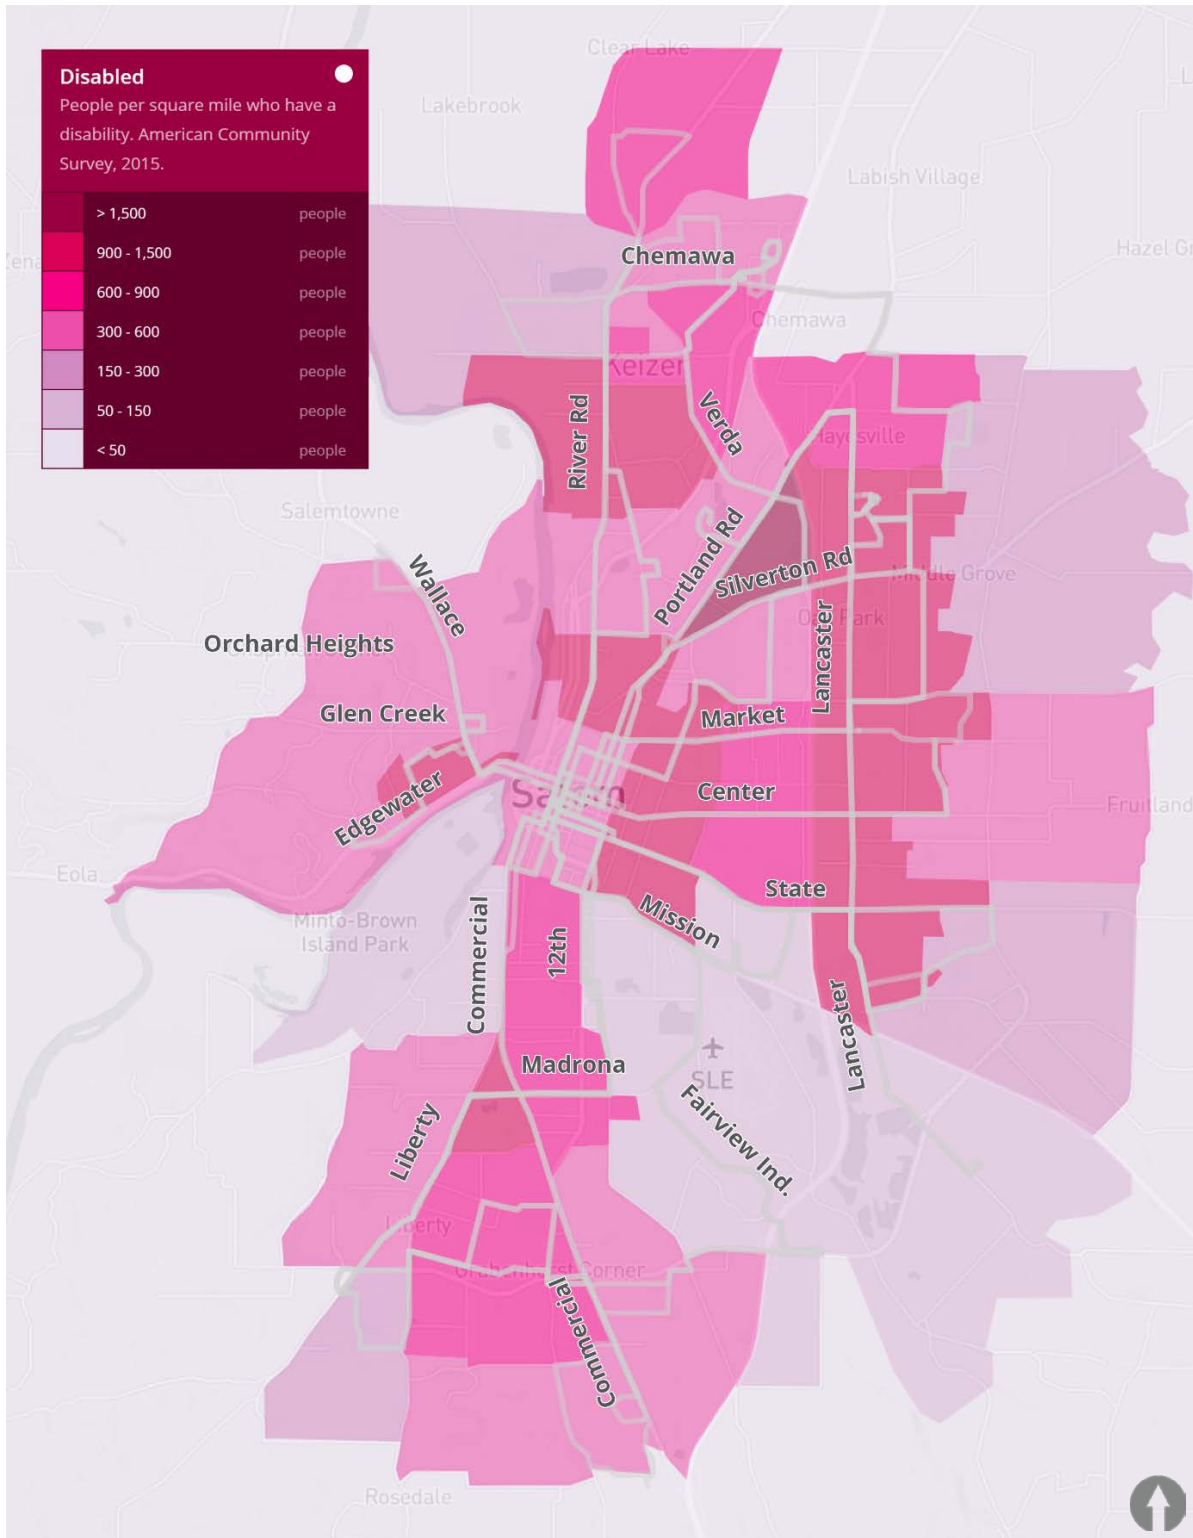 Disabled
People per square mile who have a
disability. American Community
Survey, 2015.
> 1,500 people
900 - 1,500 people
600 - 900 people
300 - 600 people
150 - 300 people
50 - 150 people
< 50 people
Clear Lake
Lakebrook
Labish Village
Hazel Gr
Chemawa
Chemawa
Keizer
River Rd
Verda
Hayesville
Salemtowne
Wallace
Portland Rd
Silverton Rd
Middle Grove
Lancaster
Orchard Heights
Glen Creek
Market
Edgewater
Salem
Center
Fruitland
Eola
State
Minto-Brown
Island Park
Mission
Commercial
12th
Madrona
SLE
Lancaster
Liberty
Fairview Ind.
Liberty
Commercial
Rosedale